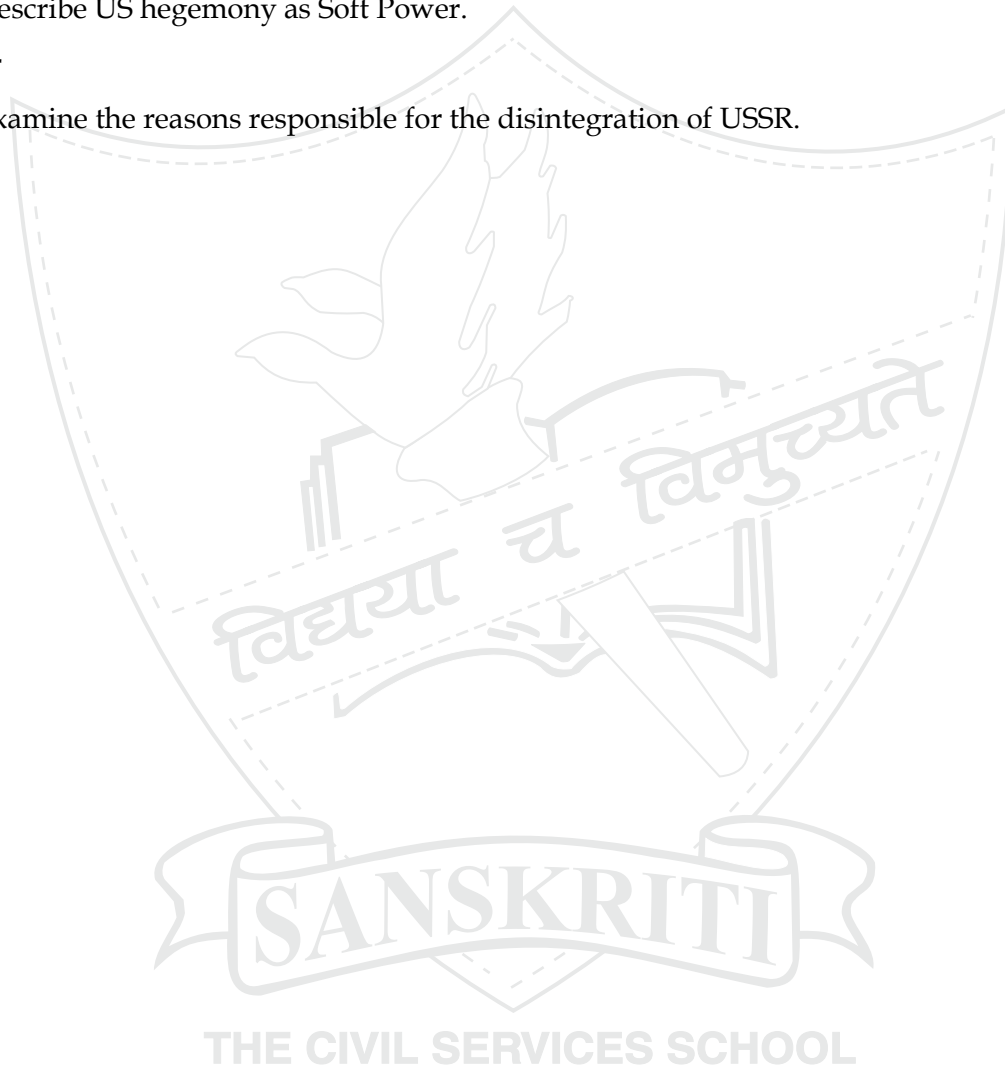 escribe US hegemony as Soft Power.
xamine the reasons responsible for the disintegration of USSR.
विद्यया च विमुच्यते
SANSKRITI
THE CIVIL SERVICES SCHOOL